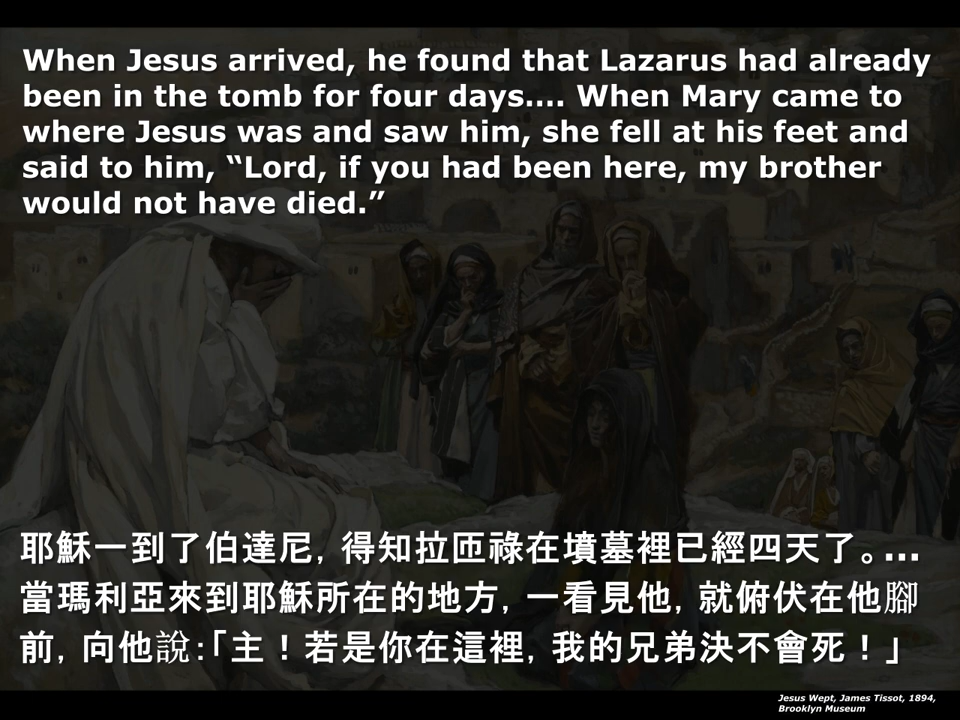 When Jesus arrived, he found that Lazarus had already
been in the tomb for four days.... When Mary came to
where Jesus was and saw him, she fell at his feet and
said to him, “Lord, if you had been here, my brother
would not have died.”
耶穌一到了伯達尼，得知拉匝祿在墳墓裡已經四天了。...
當瑪利亞來到耶穌所在的地方，一看見他，就俯伏在他腳
前，向他說：「主！若是你在這裡，我的兄弟決不會死！」
Jesus Wept, James Tissot, 1894,
Brooklyn Museum